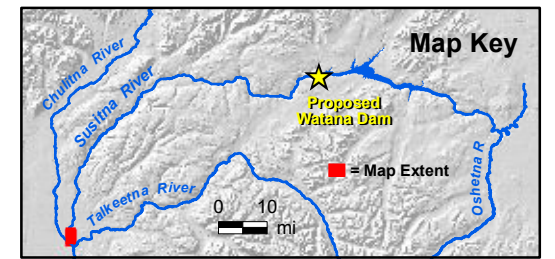 Map Key
Chulitna River
Susitna River
Proposed
Watana Dam
Talkeetna River
= Map Extent
Oshetna R
0 10
mi